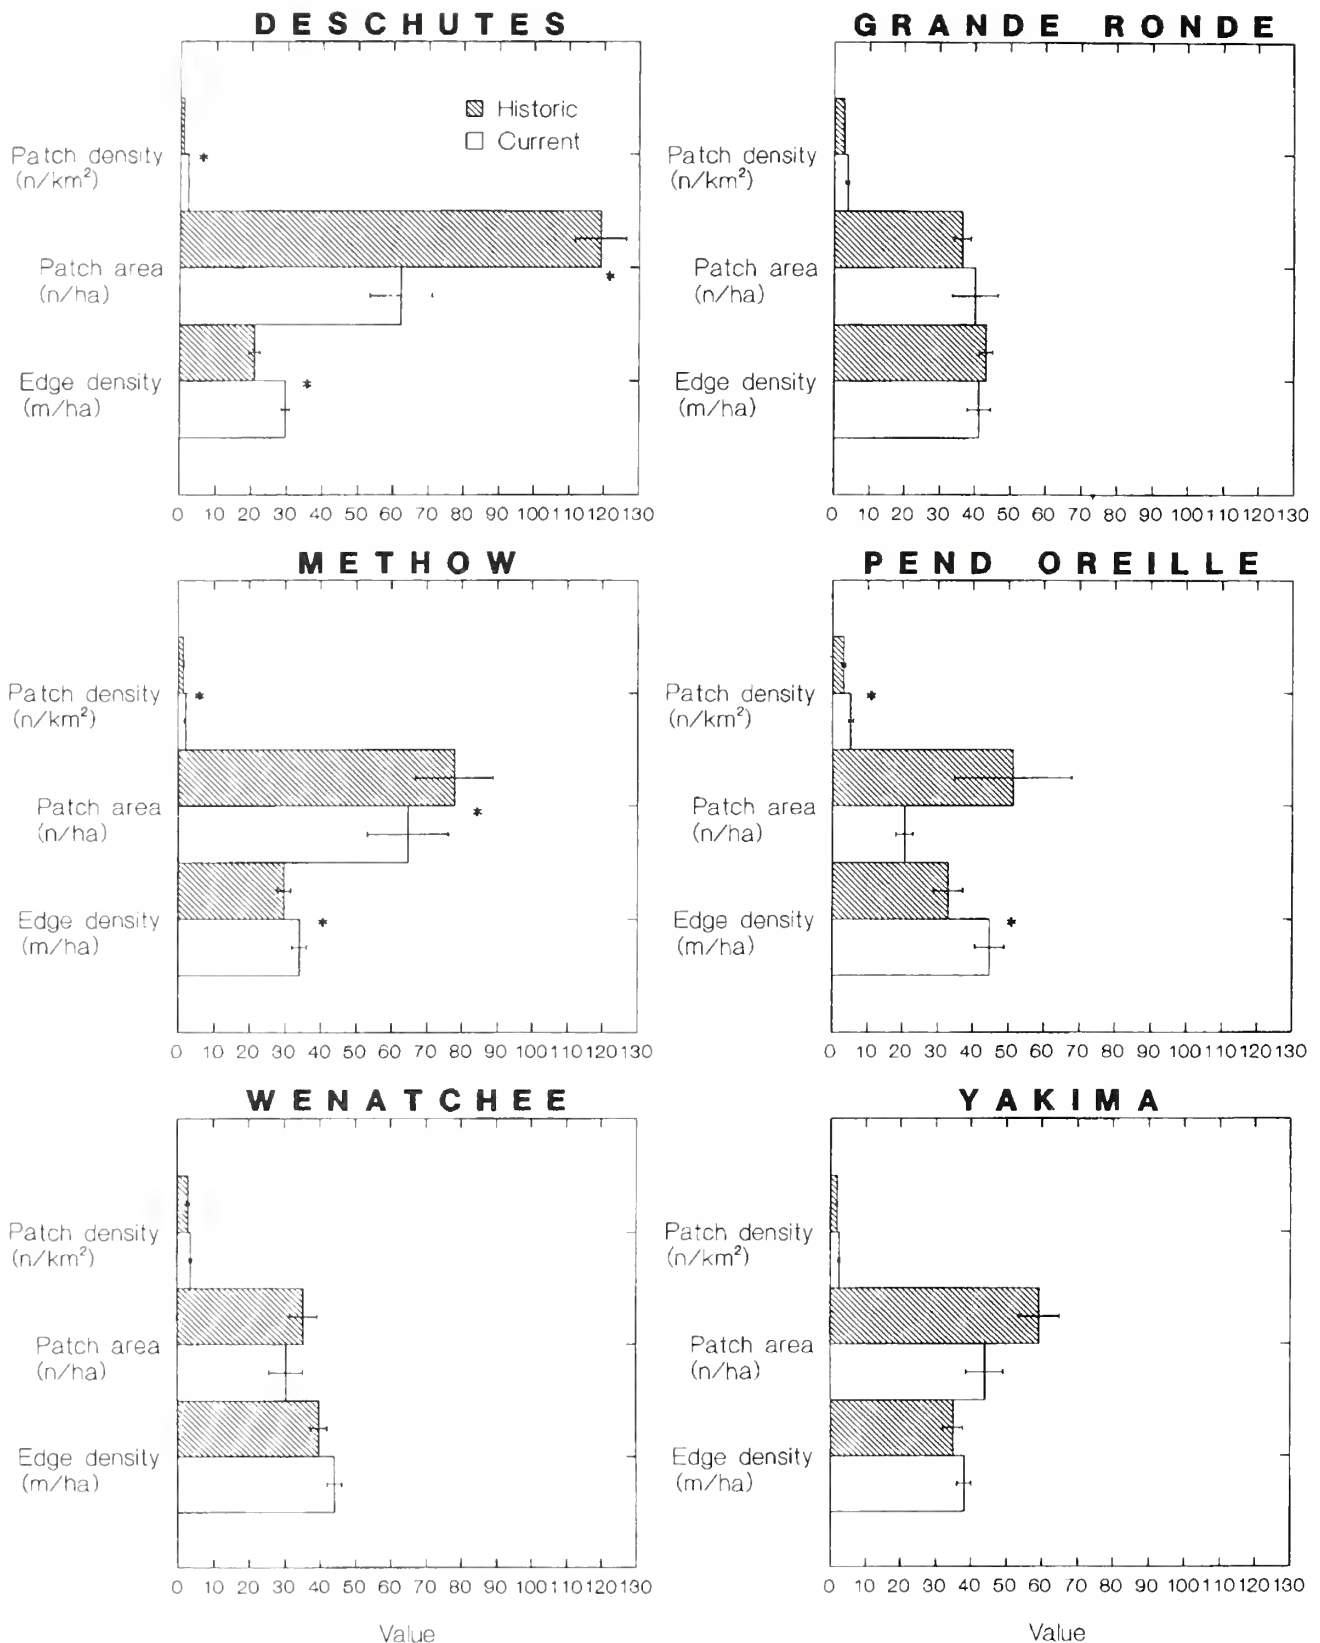 DESCHUTES
Historic
Current
Patch density
(n/km²)
*
Patch area
(n/ha)
*
Edge density
(m/ha)
*
0 10 20 30 40 50 60 70 80 90 100 110 120 130
GRANDE RONDE
Patch density
(n/km²)
Patch area
(n/ha)
Edge density
(m/ha)
0 10 20 30 40 50 60 70 80 90 100 110 120 130
METHOW
Patch density
(n/km²)
*
Patch area
(n/ha)
*
Edge density
(m/ha)
*
0 10 20 30 40 50 60 70 80 90 100 110 120 130
PEND OREILLE
Patch density
(n/km²)
*
Patch area
(n/ha)
Edge density
(m/ha)
*
0 10 20 30 40 50 60 70 80 90 100 110 120 130
WENATCHEE
Patch density
(n/km²)
Patch area
(n/ha)
Edge density
(m/ha)
0 10 20 30 40 50 60 70 80 90 100 110 120 130
Value
YAKIMA
Patch density
(n/km²)
Patch area
(n/ha)
Edge density
(m/ha)
0 10 20 30 40 50 60 70 80 90 100 110 120 130
Value